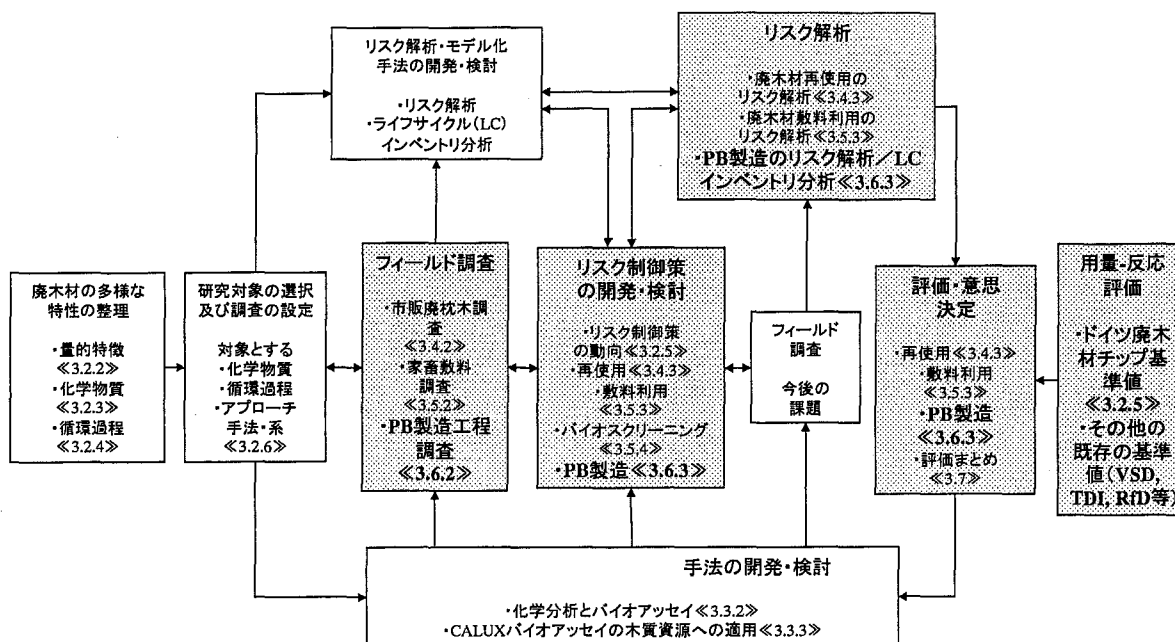 リスク解析・モデル化
手法の開発・検討
・リスク解析
・ライフサイクル(LC)
インベントリ分析
リスク解析
・廃木材再使用の
リスク解析≪3.4.3≫
・廃木材敷料利用の
リスク解析≪3.5.3≫
・PB製造のリスク解析／LC
インベントリ分析≪3.6.3≫
廃木材の多様な
特性の整理
・量的特徴
≪3.2.2≫
・化学物質
≪3.2.3≫
・循環過程
≪3.2.4≫
研究対象の選択
及び調査の設定
対象とする
・化学物質
・循環過程
・アプローチ
手法・系
≪3.2.6≫
フィールド調査
・市販廃枕木調
査
≪3.4.2≫
・家畜敷料
調査
≪3.5.2≫
・PB製造工程
調査
≪3.6.2≫
リスク制御策
の開発・検討
・リスク制御策
の動向≪3.2.5≫
・再使用≪3.4.3≫
・敷料利用
≪3.5.3≫
・バイオスクリーニング
≪3.5.4≫
・PB製造≪3.6.3≫
フィールド
調査
今後の
課題
評価・意思
決定
・再使用≪3.4.3≫
・敷料利用
≪3.5.3≫
・PB製造
≪3.6.3≫
・評価まとめ
≪3.7≫
用量-反応
評価
・ドイツ廃木
材チップ基
準値
≪3.2.5≫
・その他の
既存の基準
値(VSD,
TDI, RfD等)
手法の開発・検討
・化学分析とバイオアッセイ≪3.3.2≫
・CALUXバイオアッセイの木質資源への適用≪3.3.3≫